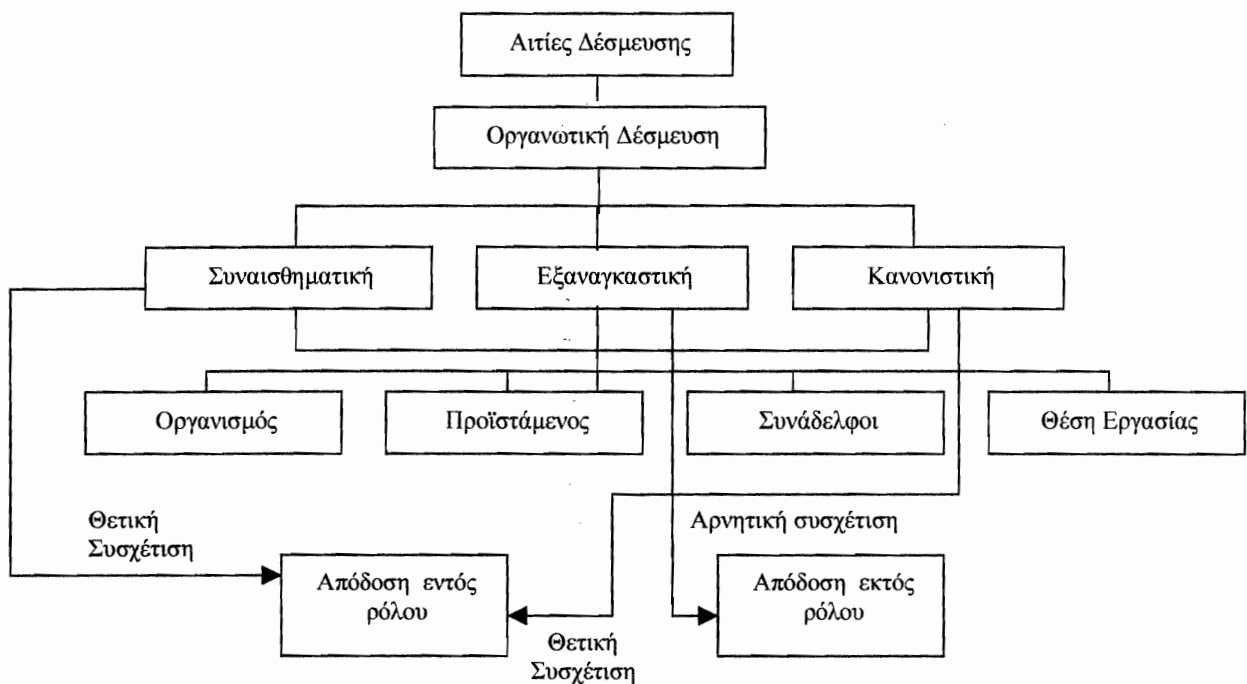 Αιτίες Δέσμευσης
Οργανωτική Δέσμευση
Συναισθηματική
Εξαναγκαστική
Κανονιστική
Οργανισμός
Προϊστάμενος
Συνάδελφοι
Θέση Εργασίας
Θετική
Συσχέτιση
Αρνητική συσχέτιση
Απόδοση εντός
ρόλου
Απόδοση εκτός
ρόλου
Θετική
Συσχέτιση